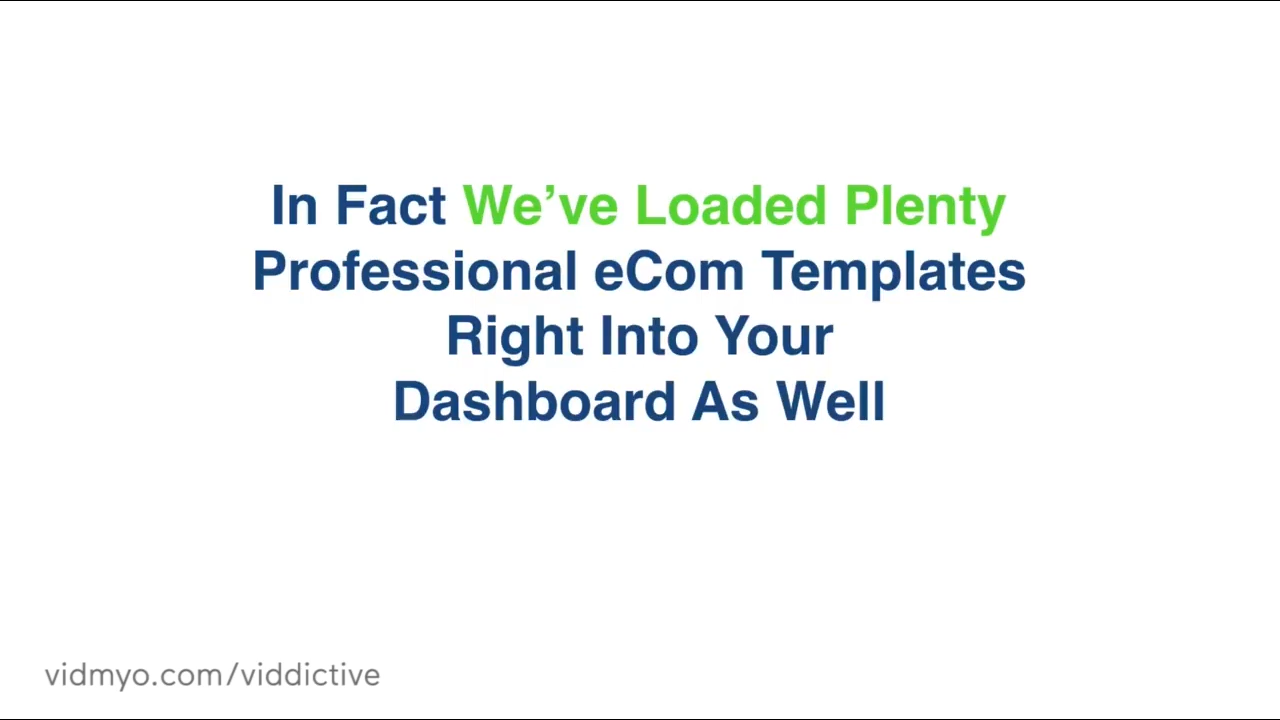 In Fact We’ve Loaded Plenty
Professional eCom Templates
Right Into Your
Dashboard As Well
vidmyo.com/viddictive